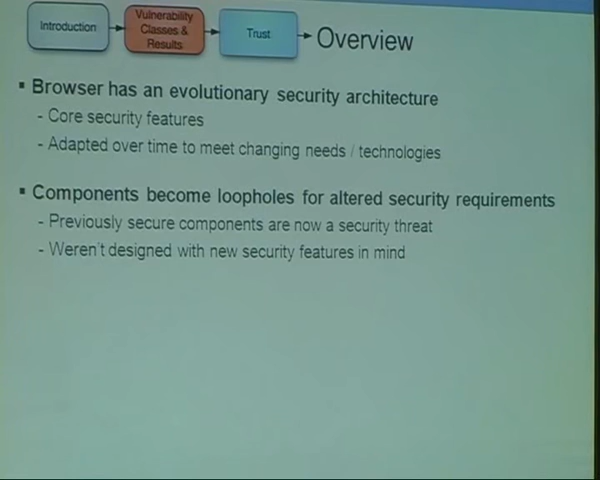 Introduction
Vulnerability
Classes &
Results
Trust
Overview
▪ Browser has an evolutionary security architecture
- Core security features
- Adapted over time to meet changing needs / technologies
▪ Components become loopholes for altered security requirements
- Previously secure components are now a security threat
- Weren't designed with new security features in mind